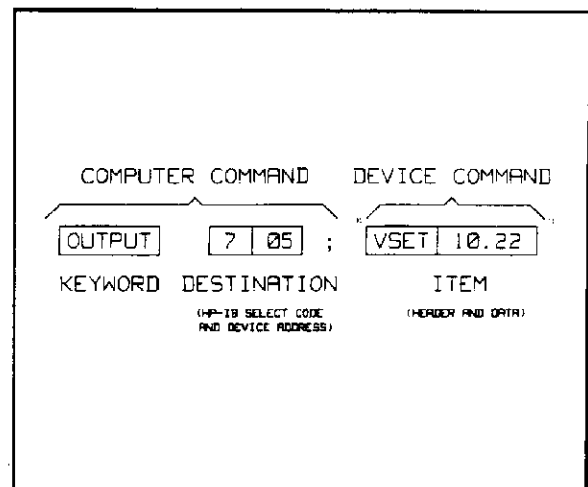 COMPUTER COMMAND DEVICE COMMAND
OUTPUT 7 05 ; "VSET 10.22"
KEYWORD DESTINATION ITEM
(HP-IB SELECT CODE (HEADER AND DATA)
AND DEVICE ADDRESS)